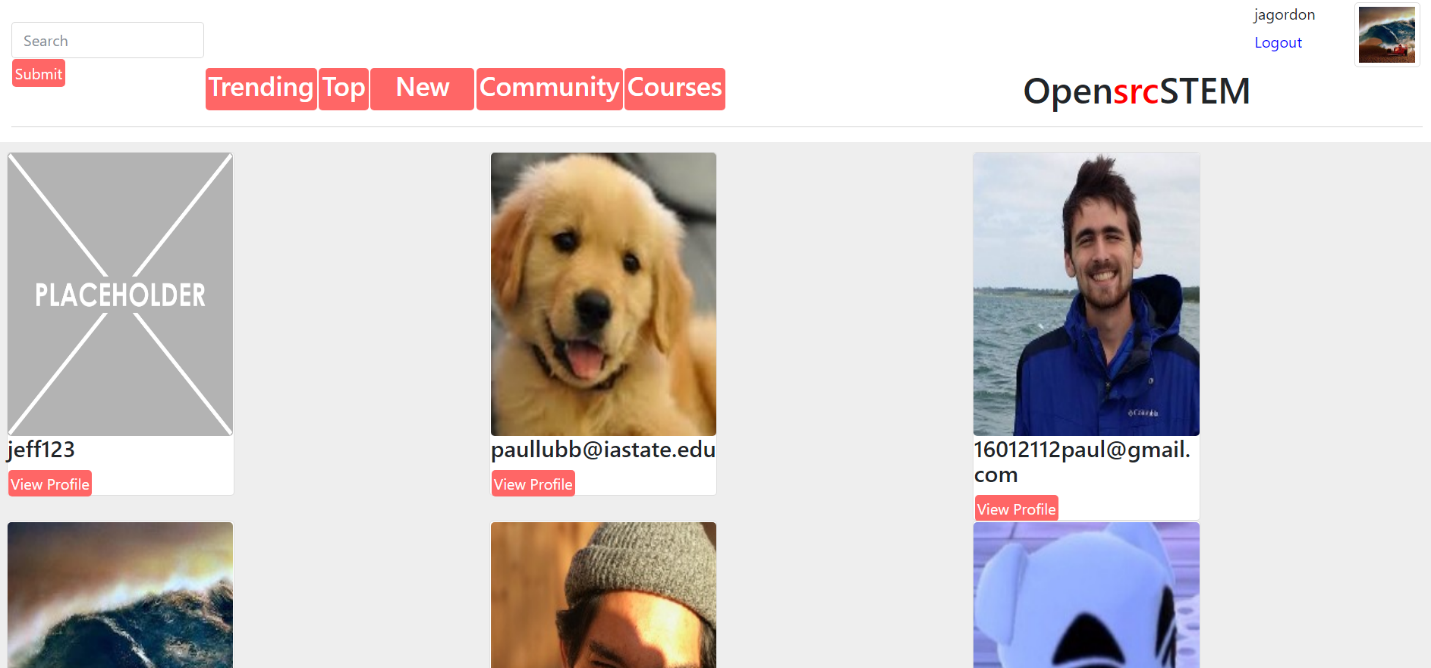 jagordon
Search
Logout
Submit
Trending Top New Community Courses
OpensrcSTEM
PLACEHOLDER
Columbia
jeff123
paullubb@iastate.edu
16012112paul@gmail.
com
View Profile
View Profile
View Profile